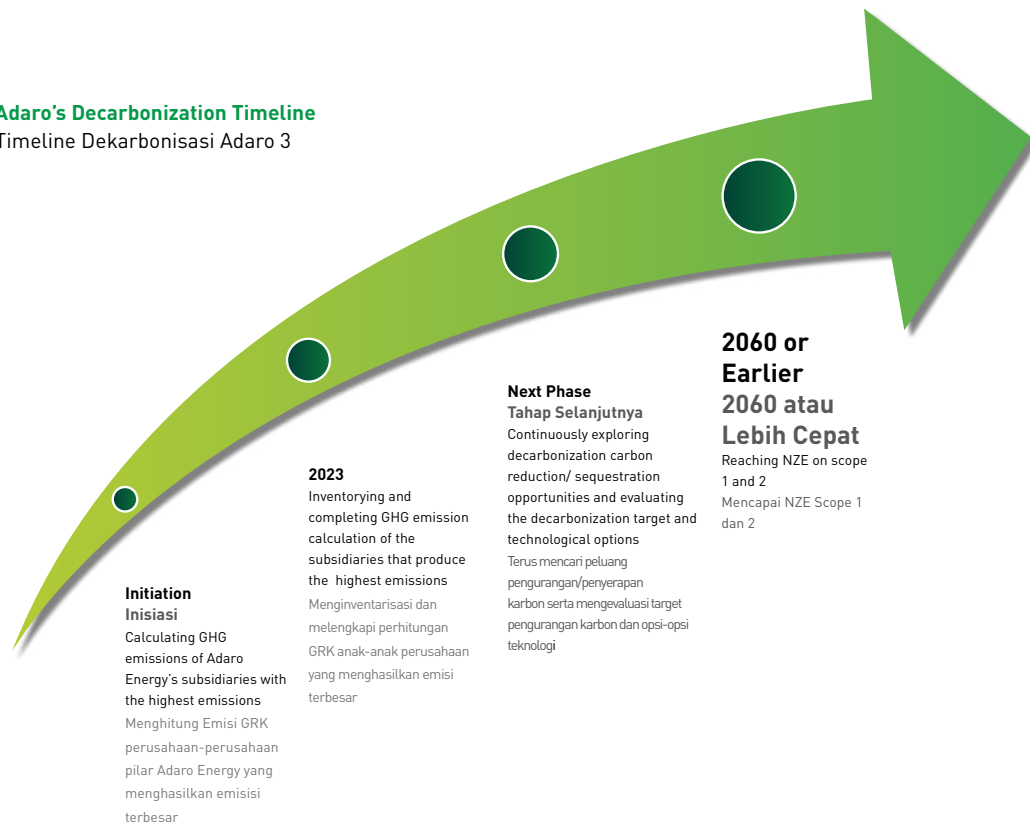 Adaro's Decarbonization Timeline
Timeline Dekarbonisasi Adaro 3
Initiation
Inisiasi
Calculating GHG
emissions of Adaro
Energy's subsidiaries with
the highest emissions
Menghitung Emisi GRK
perusahaan-perusahaan
pilar Adaro Energy yang
menghasilkan emisisi
terbesar
2023
Inventorying and
completing GHG emission
calculation of the
subsidiaries that produce
the highest emissions
Menginventarisasi dan
melengkapi perhitungan
GRK anak-anak perusahaan
yang menghasilkan emisi
terbesar
Next Phase
Tahap Selanjutnya
Continuously exploring
decarbonization carbon
reduction/ sequestration
opportunities and evaluating
the decarbonization target and
technological options
Terus mencari peluang
pengurangan/penyerapan
karbon serta mengevaluasi target
pengurangan karbon dan opsi-opsi
teknologi
2060 or
Earlier
2060 atau
Lebih Cepat
Reaching NZE on scope
1 and 2
Mencapai NZE Scope 1
dan 2